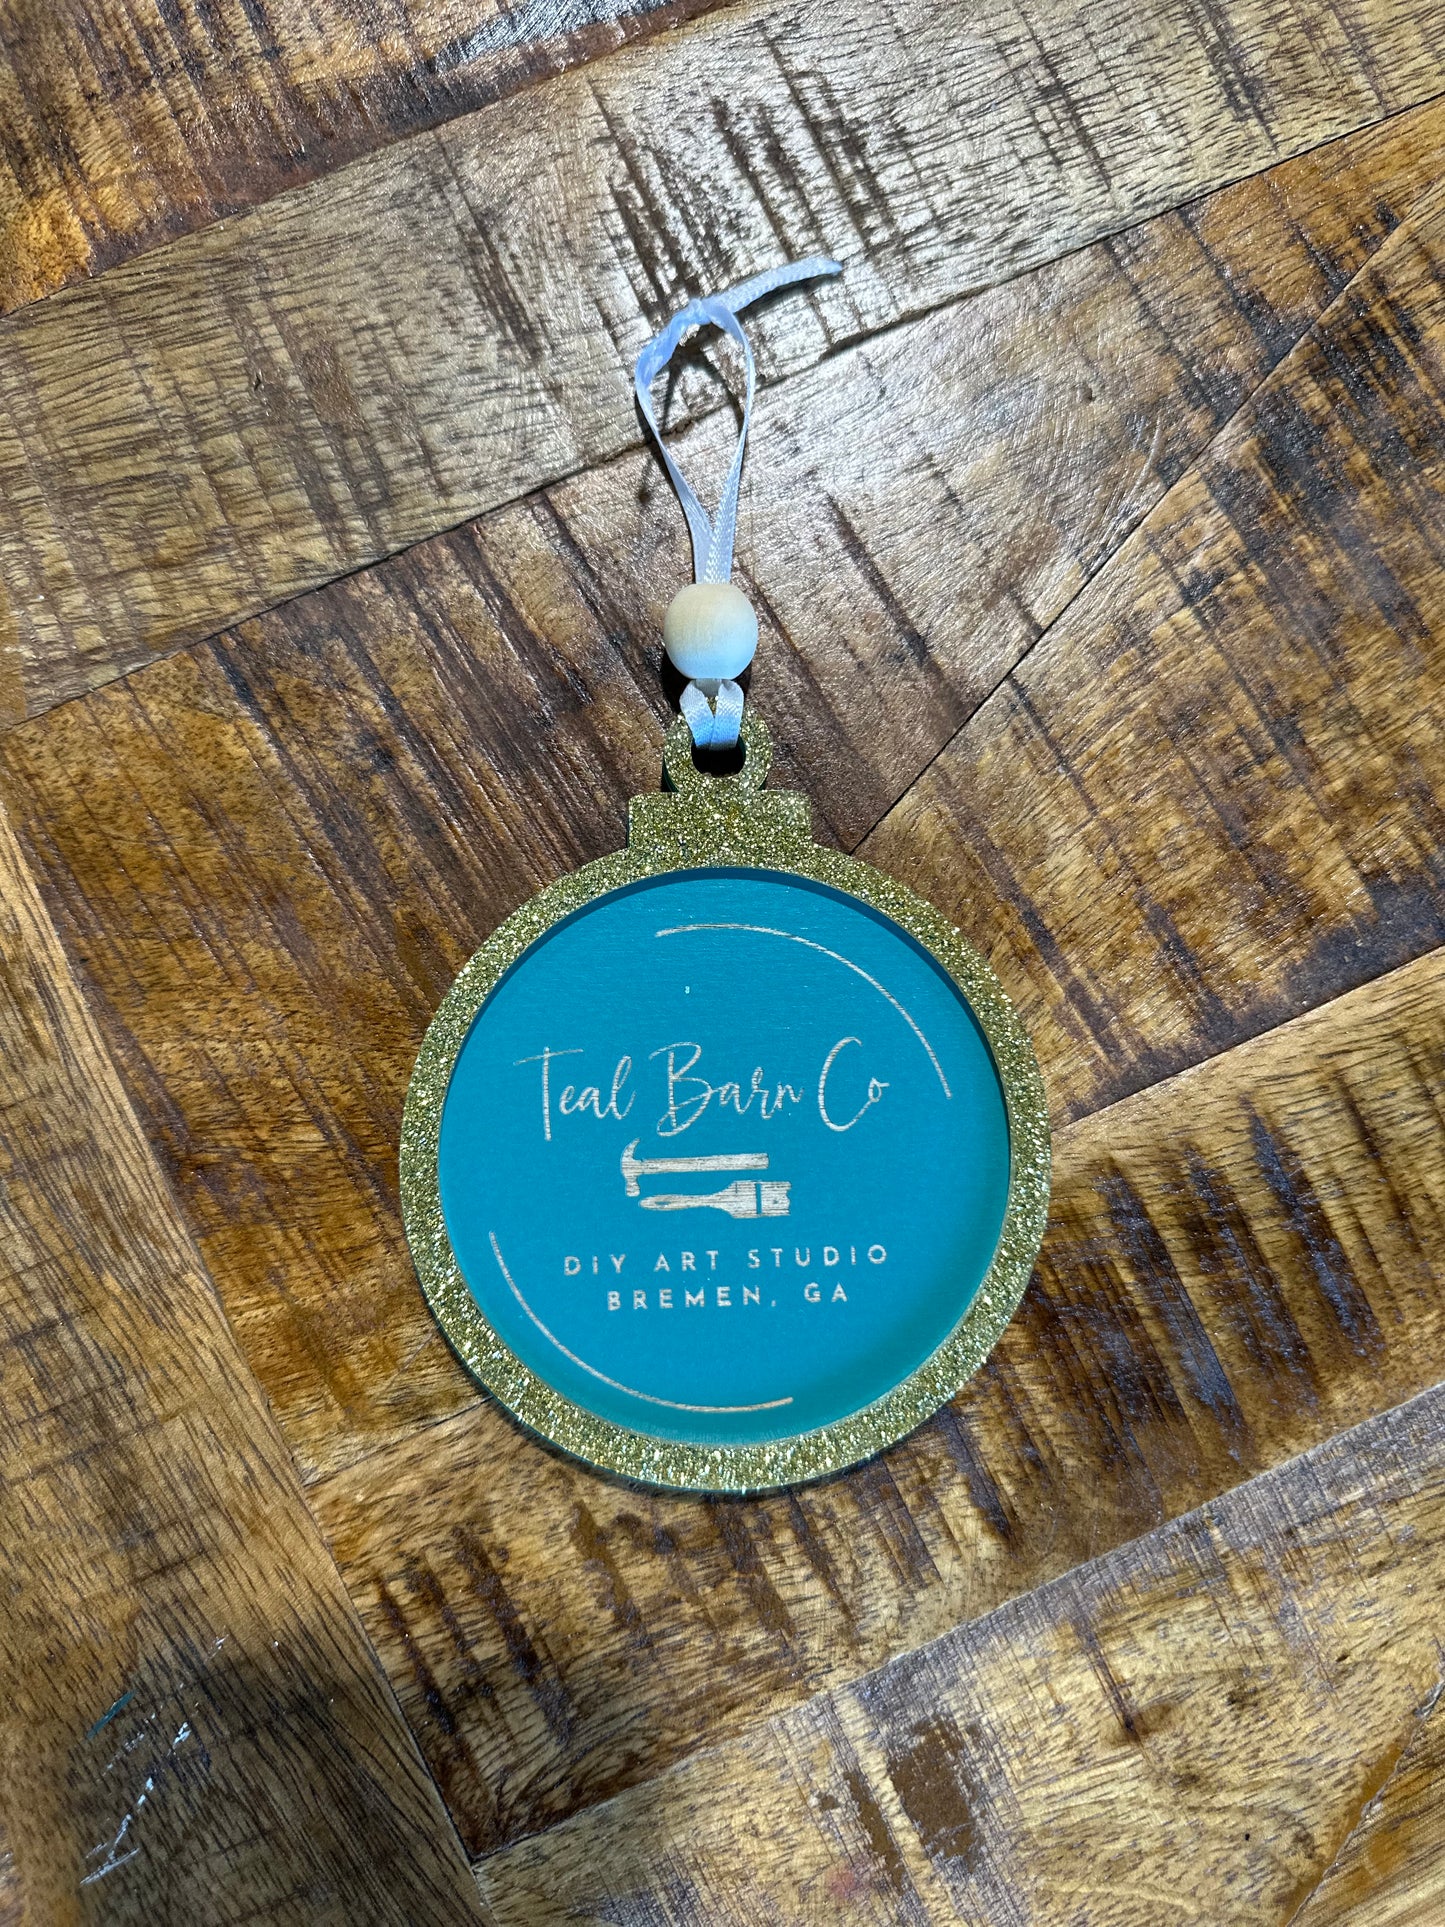 Teal Barn Co
DIY ART STUDIO
BREMEN, GA